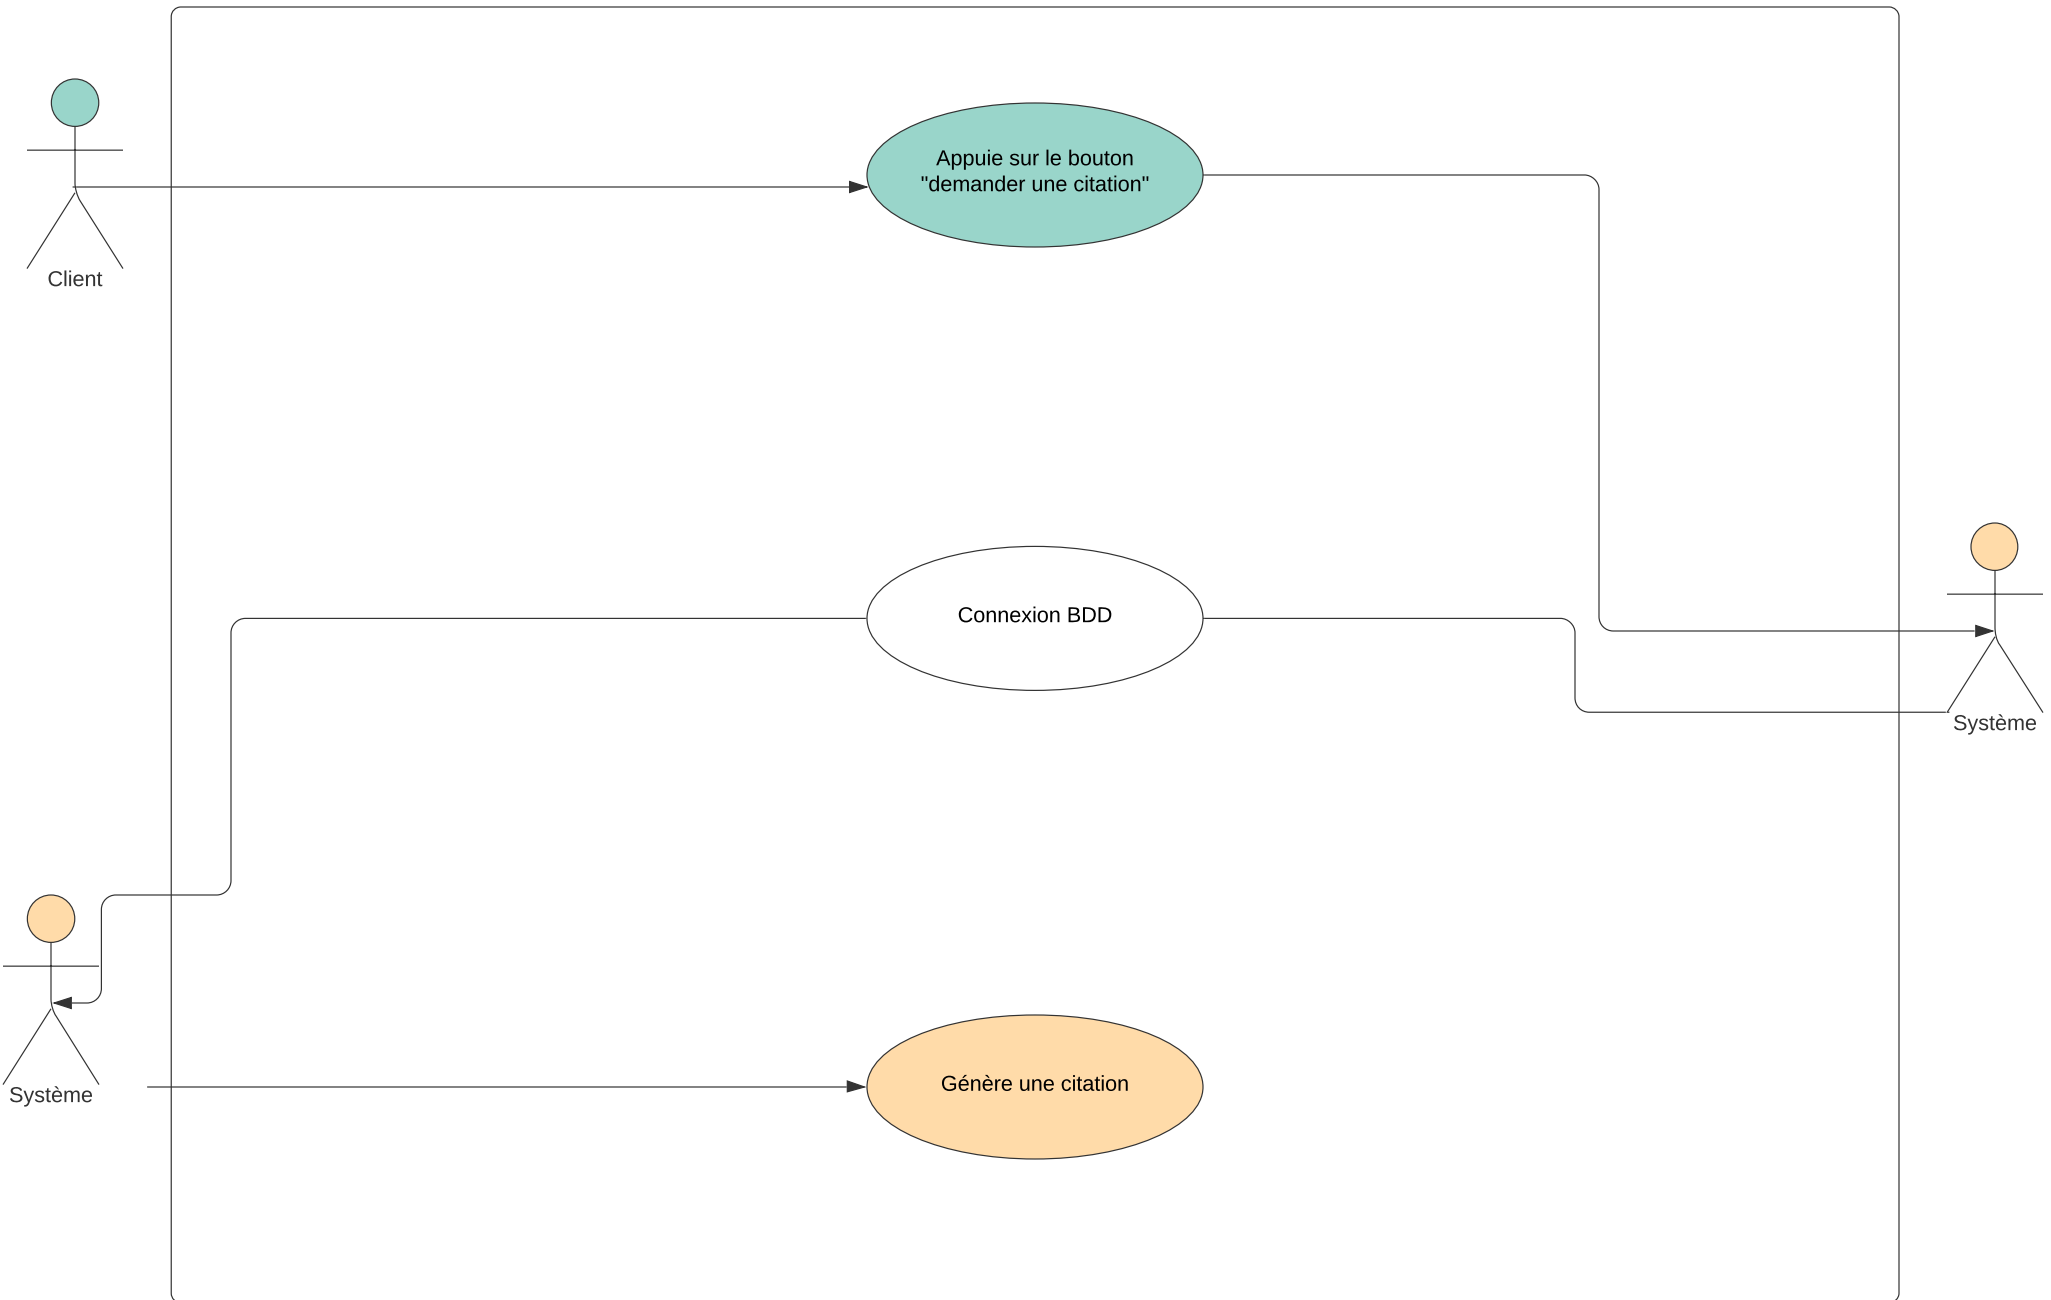 Appuie sur le bouton
"demander une citation"
Client
Connexion BDD
Système
Génère une citation
Système